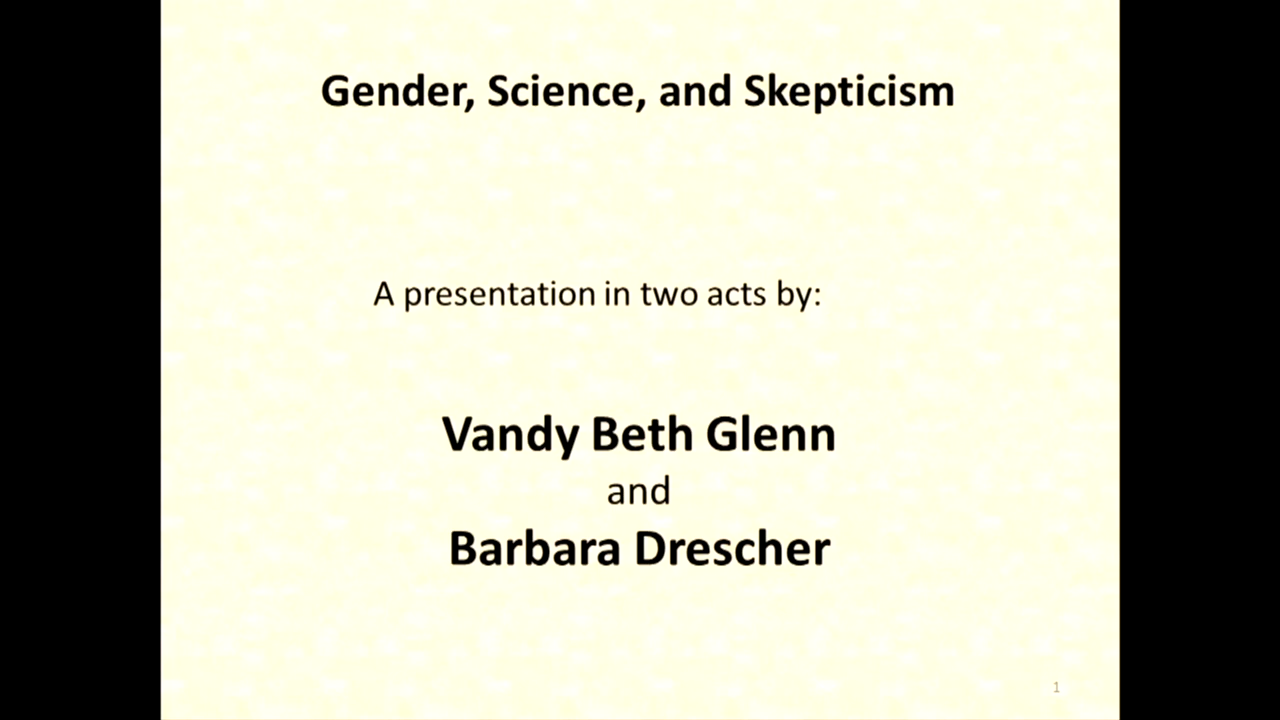 Gender, Science, and Skepticism
A presentation in two acts by:
Vandy Beth Glenn
and
Barbara Drescher
1